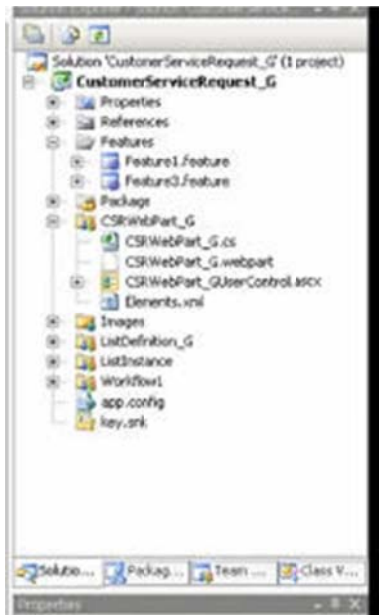 Solution 'CustomerServiceRequest_G' (1 project)
CustomerServiceRequest_G
Properties
References
Features
Feature1.feature
Feature3.feature
Package
CSRWebPart_G
CSRWebPart_G.cs
CSRWebPart_G.webpart
CSRWebPart_GUserControl.ascx
Elements.xml
Images
ListDefinition_G
ListInstance
Workflow1
app.config
key.snk
Solutio... Packag... Team ... Class V...
Properties